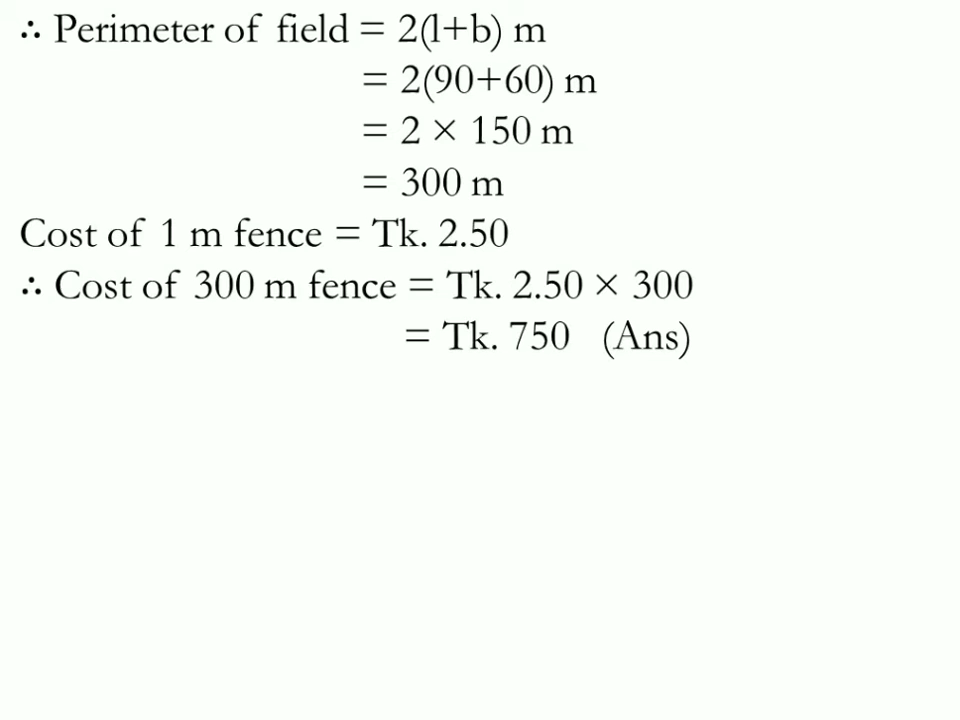 ∴ Perimeter of field = 2(l+b) m
= 2(90+60) m
= 2 × 150 m
= 300 m
Cost of 1 m fence = Tk. 2.50
∴ Cost of 300 m fence = Tk. 2.50 × 300
= Tk. 750 (Ans)